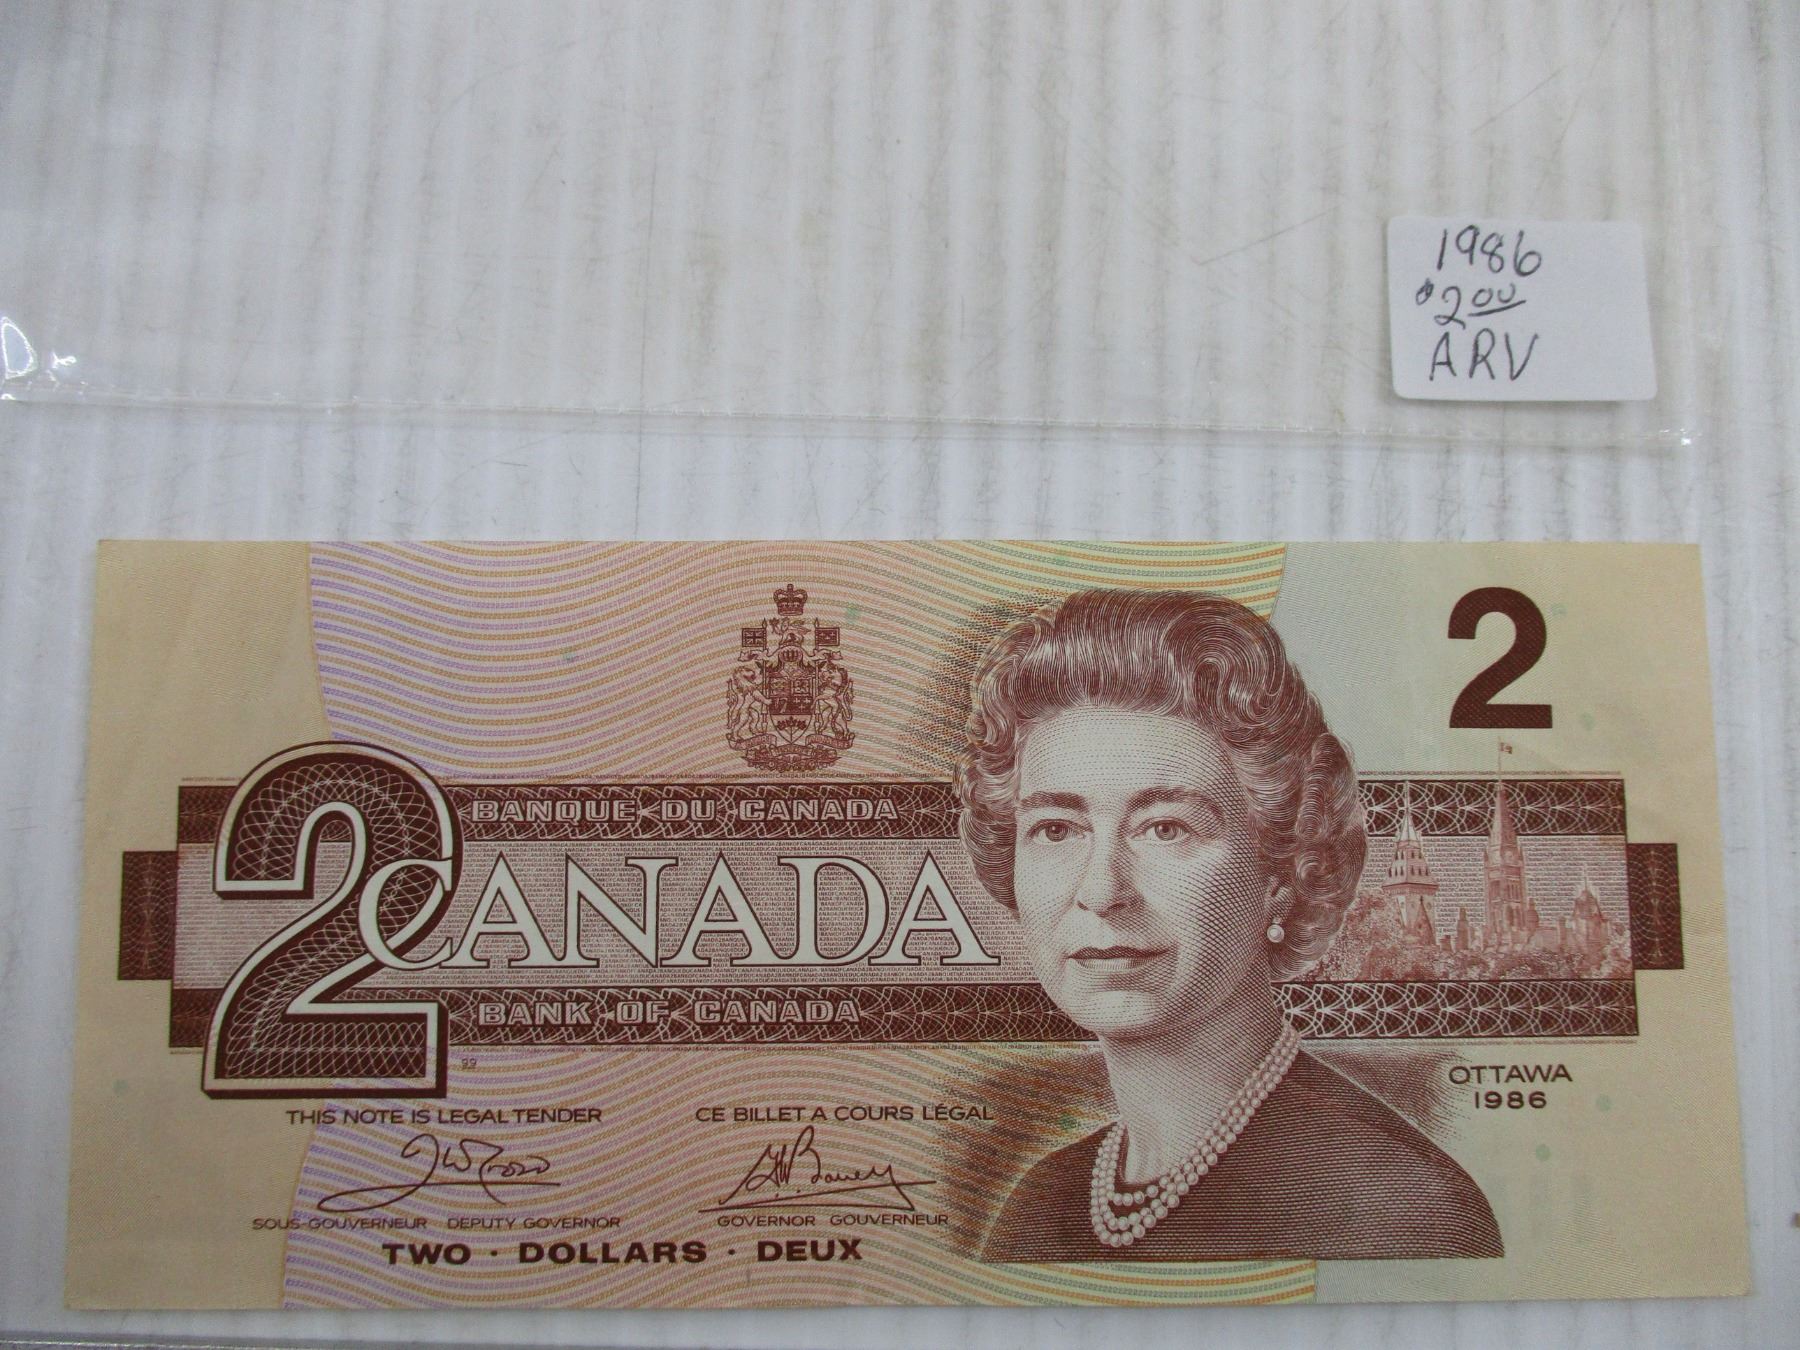 1986
$2.00
ARV
2
2
BANQUE DU CANADA
CANADA
BANK OF CANADA
99
OTTAWA
1986
THIS NOTE IS LEGAL TENDER
CE BILLET A COURS LÉGAL
SOUS-GOUVERNEUR DEPUTY GOVERNOR
GOVERNOR GOUVERNEUR
TWO · DOLLARS · DEUX